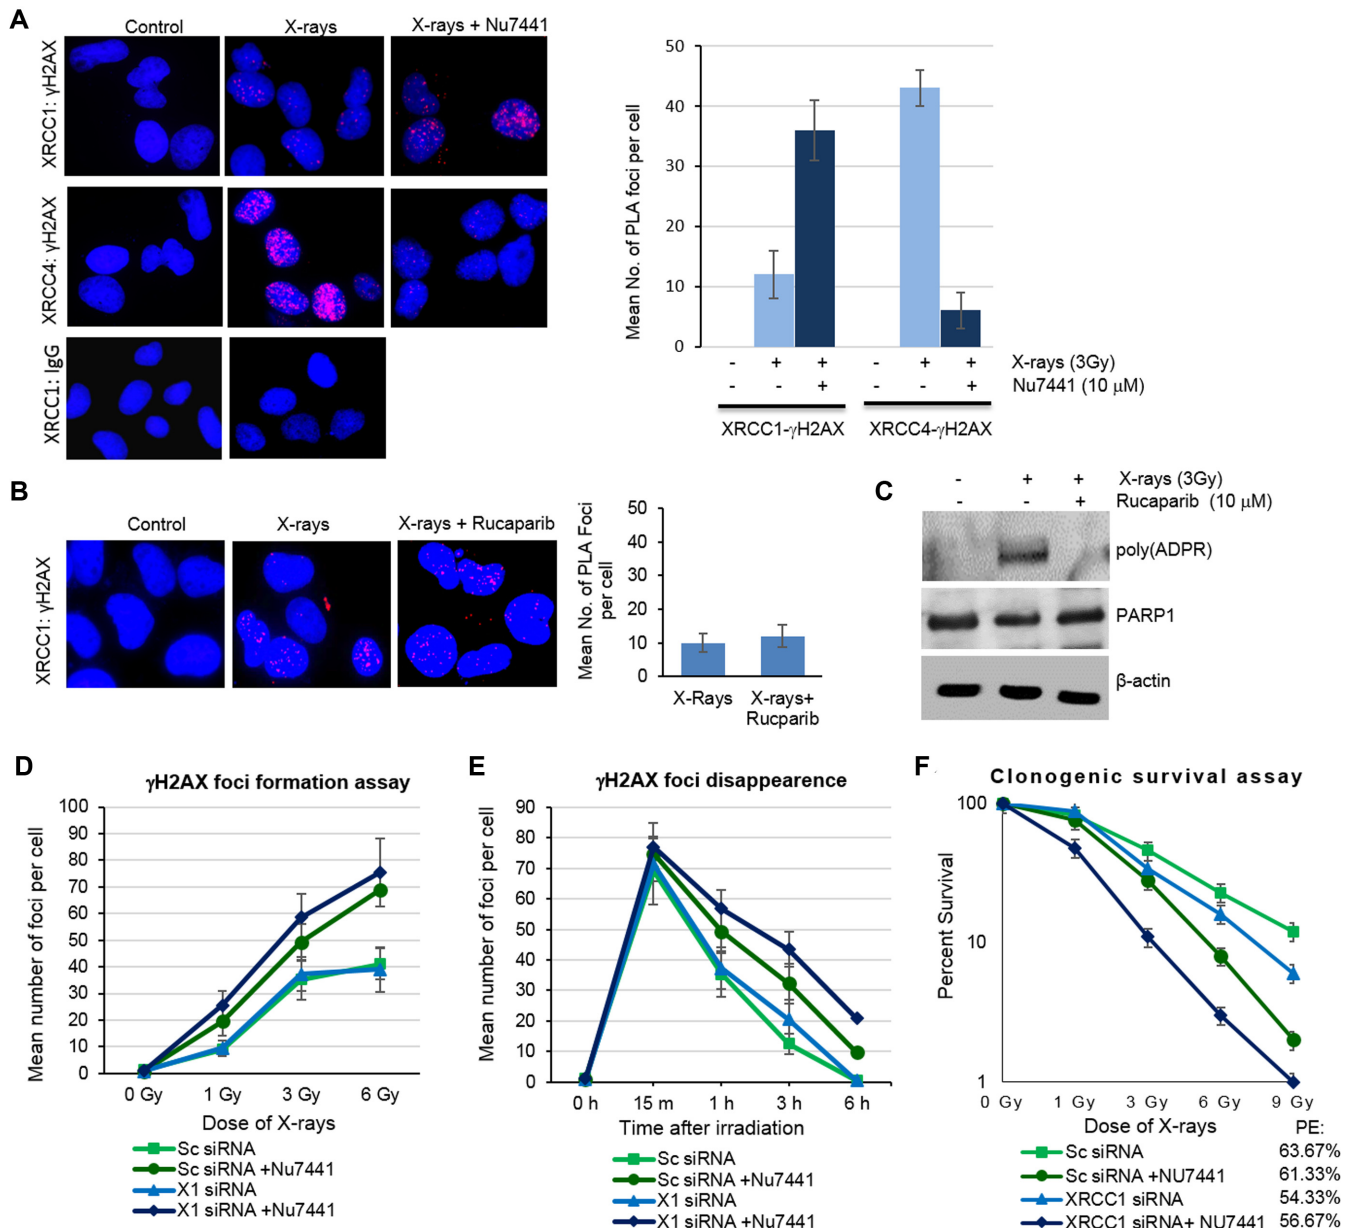 A
Control
X-rays
X-rays + Nu7441
XRCC1: γH2AX
XRCC4: γH2AX
XRCC1: IgG
Mean No. of PLA foci per cell
50
40
30
20
10
0
- + + - + + X-rays (3Gy)
- - + - - + Nu7441 (10 μM)
XRCC1-γH2AX
XRCC4-γH2AX
B
Control
X-rays
X-rays + Rucaparib
XRCC1: γH2AX
Mean No. of PLA Foci
per cell
50
40
30
20
10
0
X-Rays
X-rays+
Rucparib
C
- + + X-rays (3Gy)
- - + Rucaparib (10 μM)
poly(ADPR)
PARP1
β-actin
D
γH2AX foci formation assay
Mean number of foci per cell
100
90
80
70
60
50
40
30
20
10
0
0 Gy
1 Gy
3 Gy
6 Gy
Dose of X-rays
Sc siRNA
Sc siRNA +Nu7441
X1 siRNA
X1 siRNA +Nu7441
E
γH2AX foci disappearence
Mean number of foci per cell
90
80
70
60
50
40
30
20
10
0
0 h
15 m
1 h
3 h
6 h
Time after irradiation
Sc siRNA
Sc siRNA +Nu7441
X1 siRNA
X1 siRNA +Nu7441
F
Clonogenic survival assay
Percent Survival
100
10
1
0 Gy
1 Gy
3 Gy
6 Gy
9 Gy
Dose of X-rays
PE:
Sc siRNA 63.67%
Sc siRNA +NU7441 61.33%
XRCC1 siRNA 54.33%
XRCC1 siRNA+ NU7441 56.67%